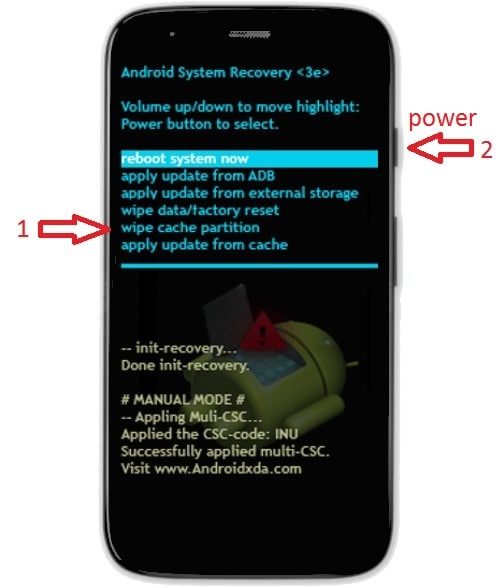 Android System Recovery <3e>
Volume up/down to move highlight:
Power button to select.
power
2
reboot system now
apply update from ADB
apply update from external storage
wipe data/factory reset
1
wipe cache partition
apply update from cache
-- init-recovery...
Done init-recovery.
# MANUAL MODE #
-- Appling Muli-CSC...
Applied the CSC-code: INU
Successfully applied multi-CSC.
Visit www.Androidxda.com